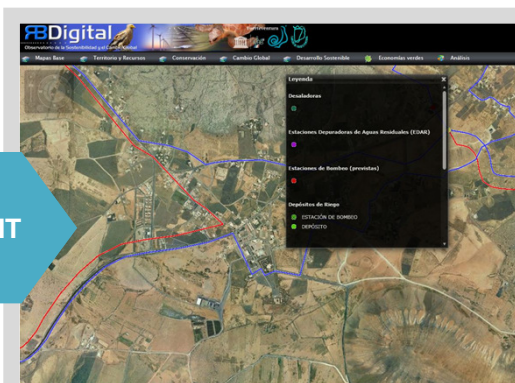 RBDigital
Observatorio de la Sostenibilidad y el Cambio Global
Mapas Base Territorio y Recursos Conservación Cambio Global Desarrollo Sostenible Economías verdes Análisis
Leyenda
X
Desaladoras
Estaciones Depuradoras de Aguas Residuales (EDAR)
Estaciones de Bombeo (previstas)
Depósitos de Riego
ESTACIÓN DE BOMBEO
DEPÓSITO
IT